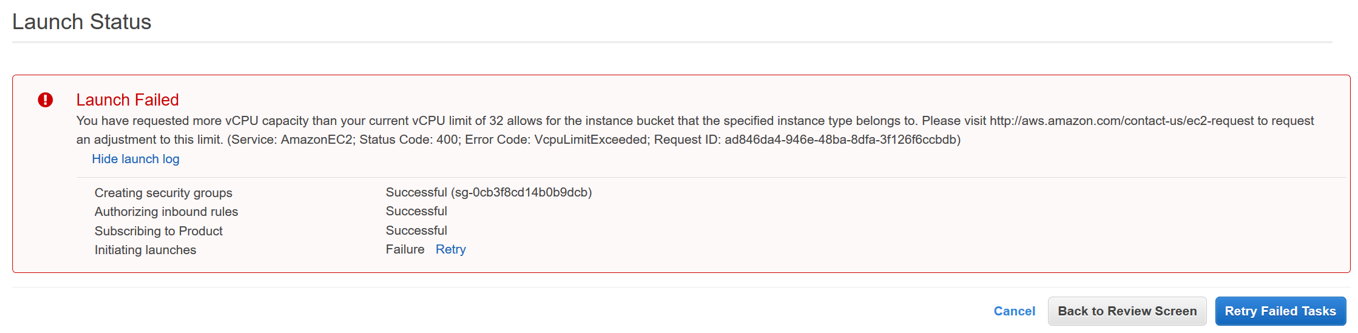 Launch Status
Launch Failed
You have requested more vCPU capacity than your current vCPU limit of 32 allows for the instance bucket that the specified instance type belongs to. Please visit http://aws.amazon.com/contact-us/ec2-request to request
an adjustment to this limit. (Service: AmazonEC2; Status Code: 400; Error Code: VcpuLimitExceeded; Request ID: ad846da4-946e-48ba-8dfa-3f126f6ccbdb)
Hide launch log
Creating security groups Successful (sg-0cb3f8cd14b0b9dcb)
Authorizing inbound rules Successful
Subscribing to Product Successful
Initiating launches Failure Retry
Cancel Back to Review Screen Retry Failed Tasks